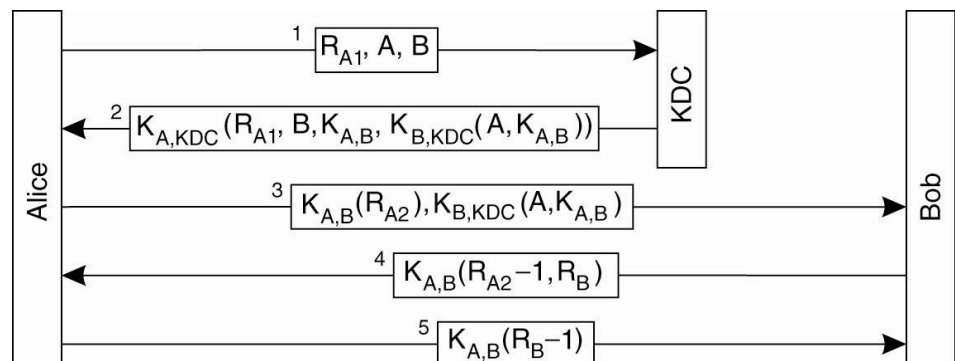 Alice
KDC
Bob
1 R_A1, A, B
2 K_A,KDC(R_A1, B,K_A,B, K_B,KDC(A,K_A,B))
3 K_A,B(R_A2),K_B,KDC(A,K_A,B)
4 K_A,B(R_A2−1,R_B)
5 K_A,B(R_B−1)